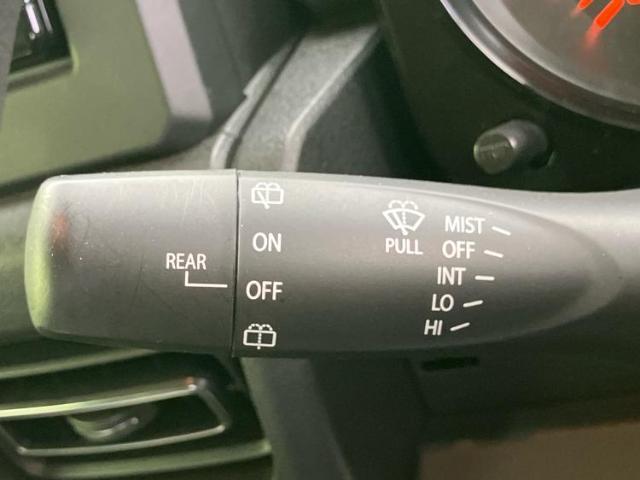 REAR
ON
OFF
PULL
MIST
OFF
INT
LO
HI